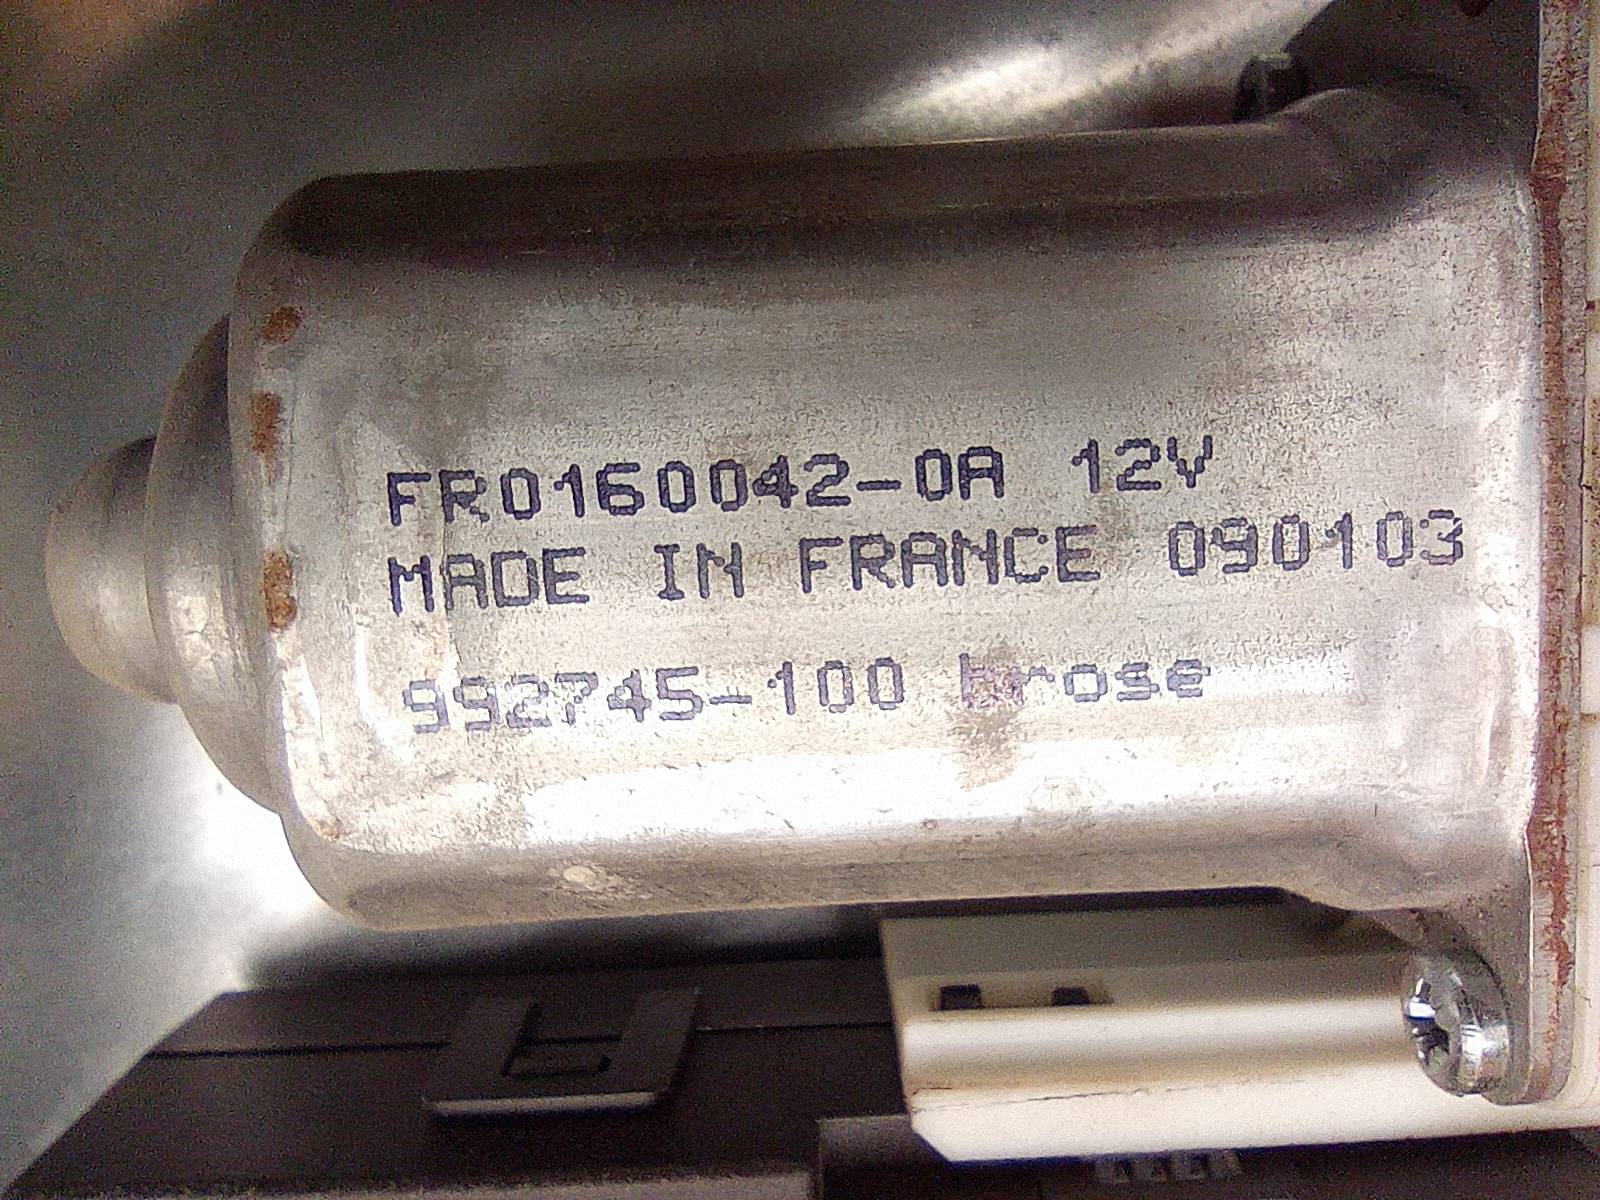 FR0160042-0A 12V
MADE IN FRANCE 090103
992745-100 brose